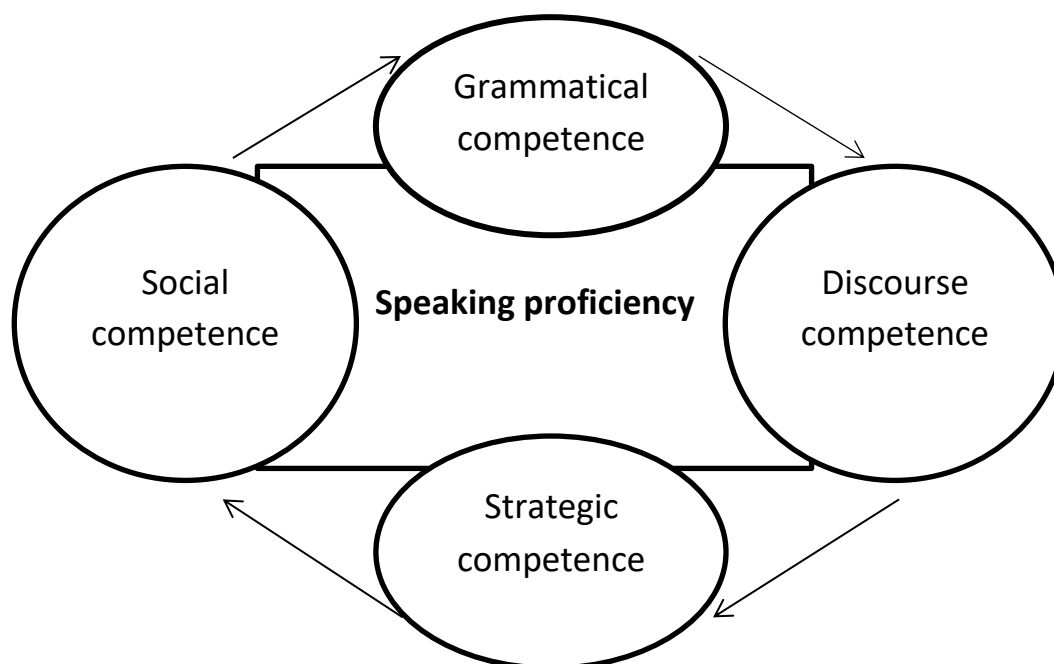 Grammatical
competence
Social
competence
Speaking proficiency
Discourse
competence
Strategic
competence